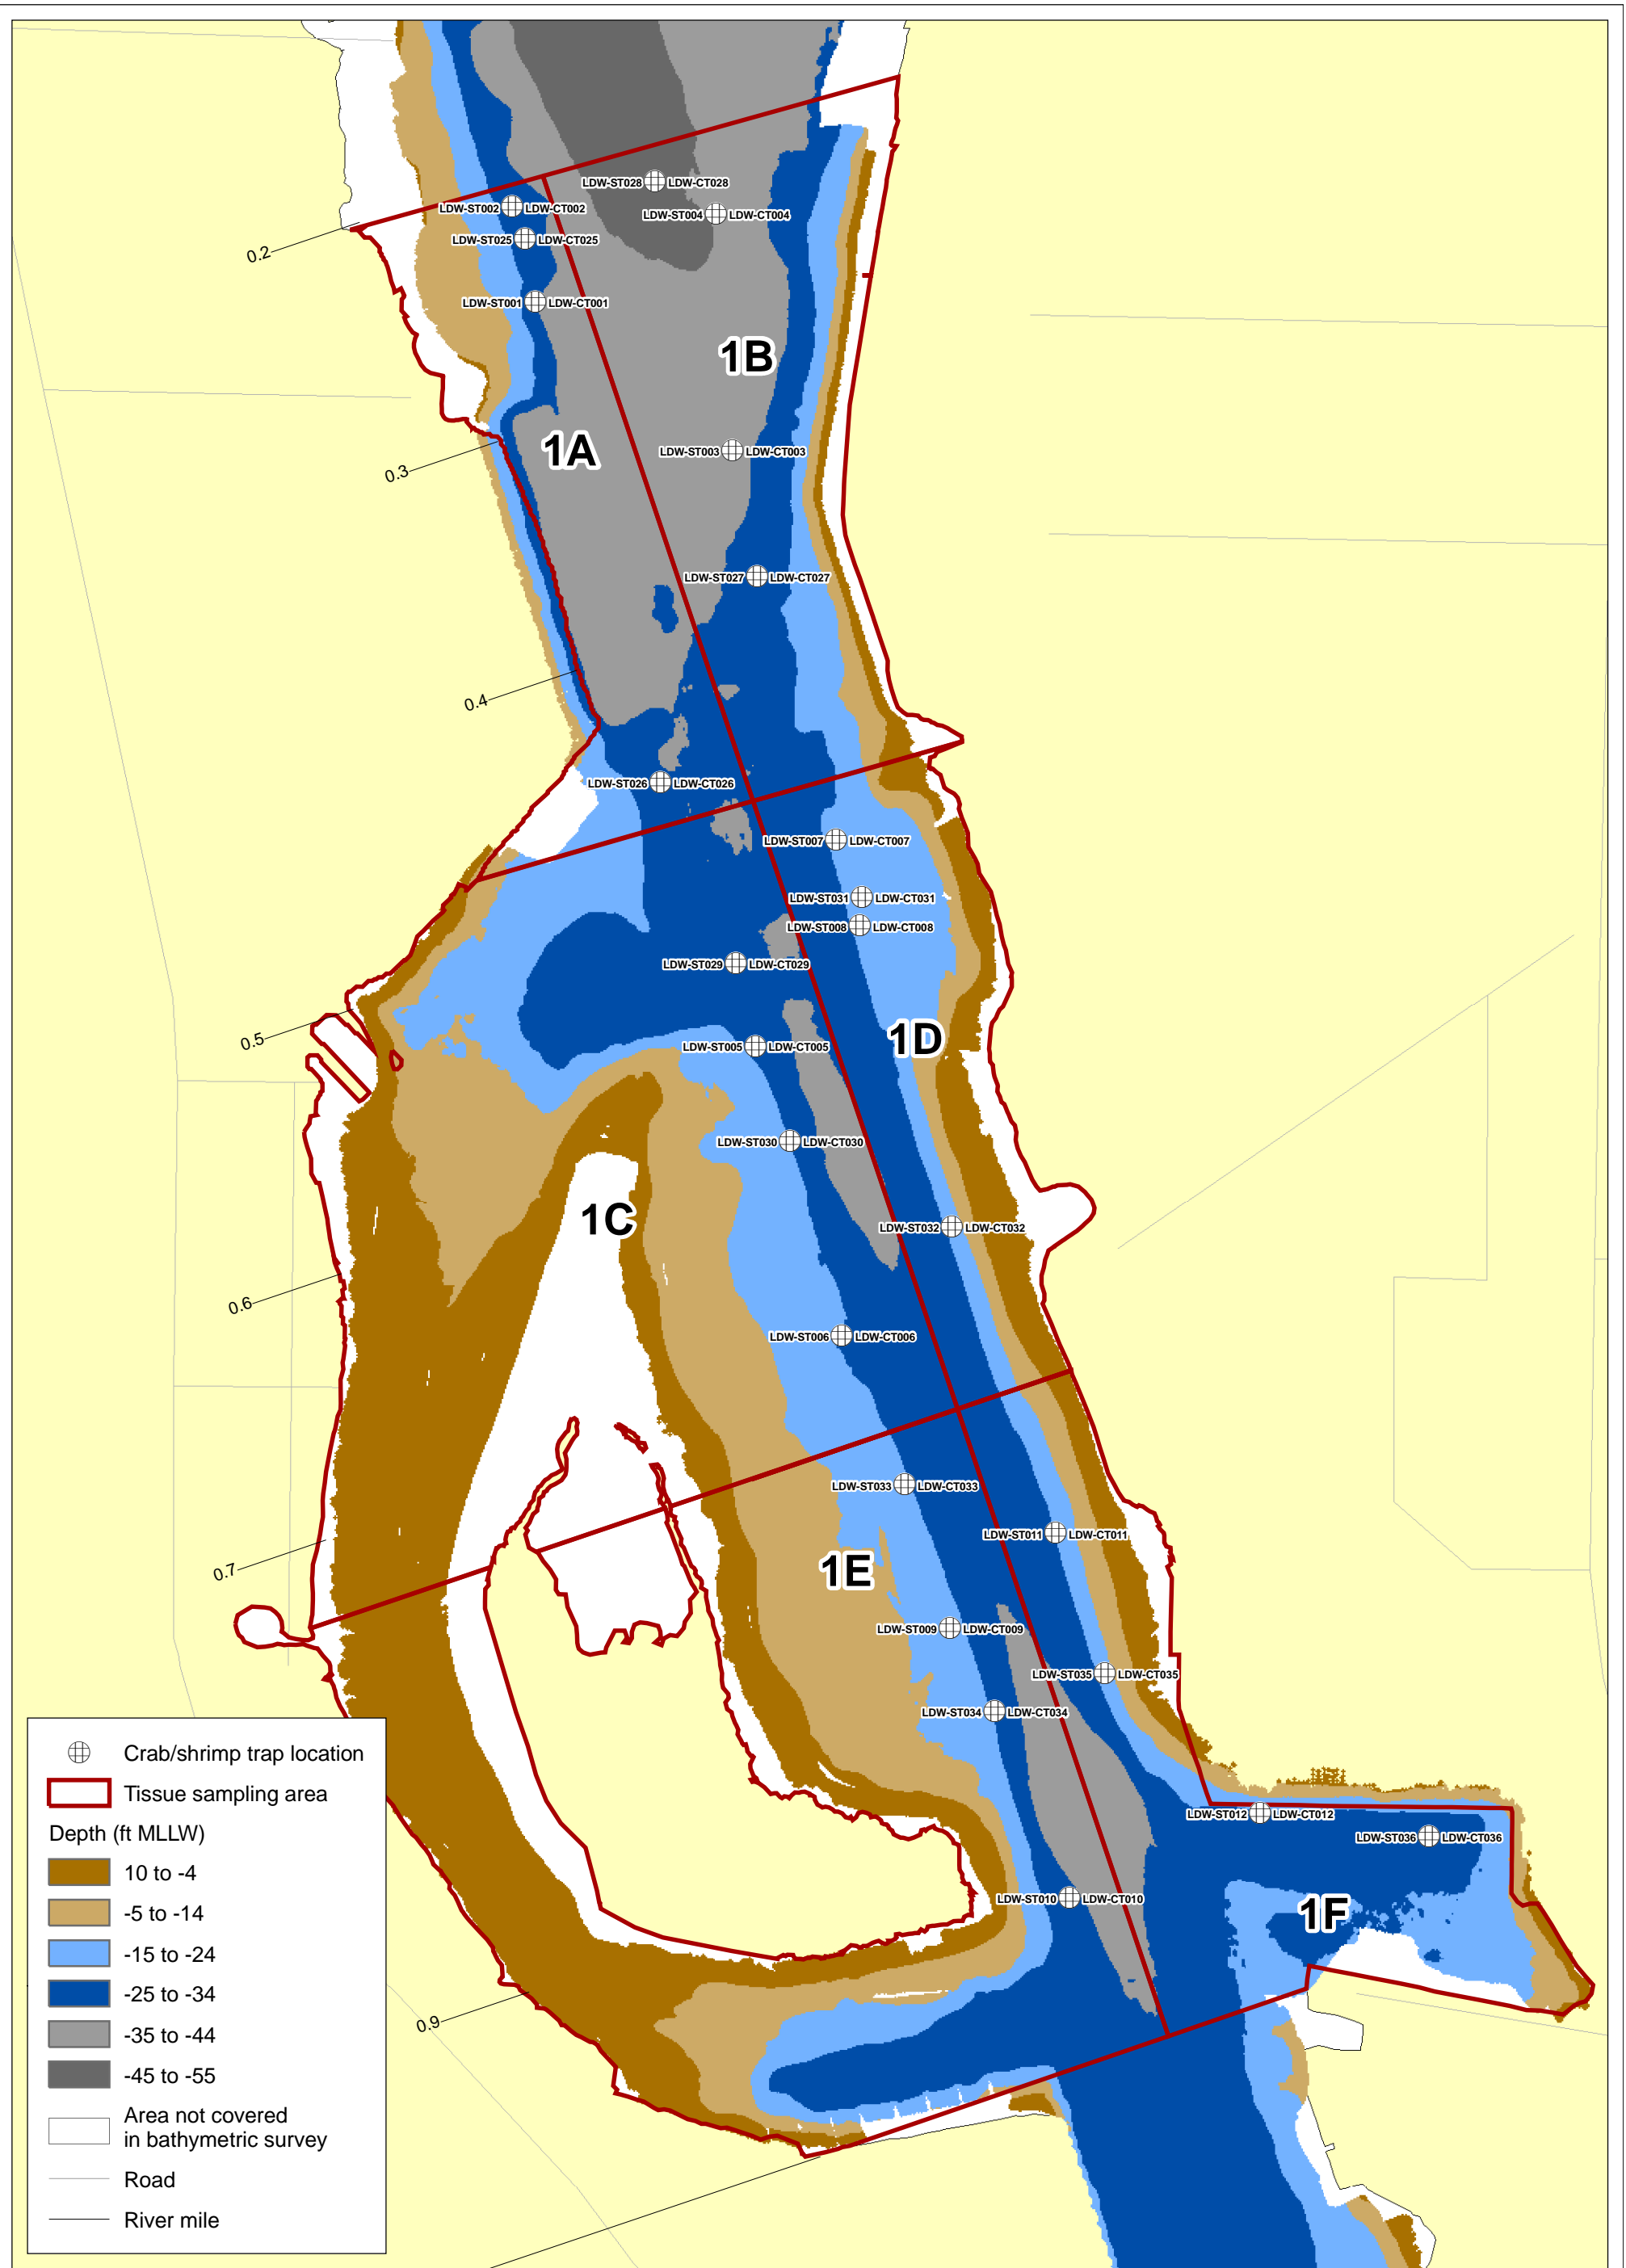 LDW-ST028 LDW-CT028
LDW-ST002 LDW-CT002
LDW-ST004 LDW-CT004
LDW-ST025 LDW-CT025
0.2
LDW-ST001 LDW-CT001
1B
1A
LDW-ST003 LDW-CT003
0.3
LDW-ST027 LDW-CT027
0.4
LDW-ST026 LDW-CT026
LDW-ST007 LDW-CT007
LDW-ST031 LDW-CT031
LDW-ST008 LDW-CT008
LDW-ST029 LDW-CT029
0.5
1D
LDW-ST005 LDW-CT005
LDW-ST030 LDW-CT030
1C
LDW-ST032 LDW-CT032
0.6
LDW-ST006 LDW-CT006
LDW-ST033 LDW-CT033
LDW-ST011 LDW-CT011
0.7
1E
LDW-ST009 LDW-CT009
LDW-ST035 LDW-CT035
LDW-ST034 LDW-CT034
LDW-ST012 LDW-CT012
LDW-ST036 LDW-CT036
LDW-ST010 LDW-CT010
1F
0.9
Crab/shrimp trap location
Tissue sampling area
Depth (ft MLLW)
10 to -4
-5 to -14
-15 to -24
-25 to -34
-35 to -44
-45 to -55
Area not covered
in bathymetric survey
Road
River mile